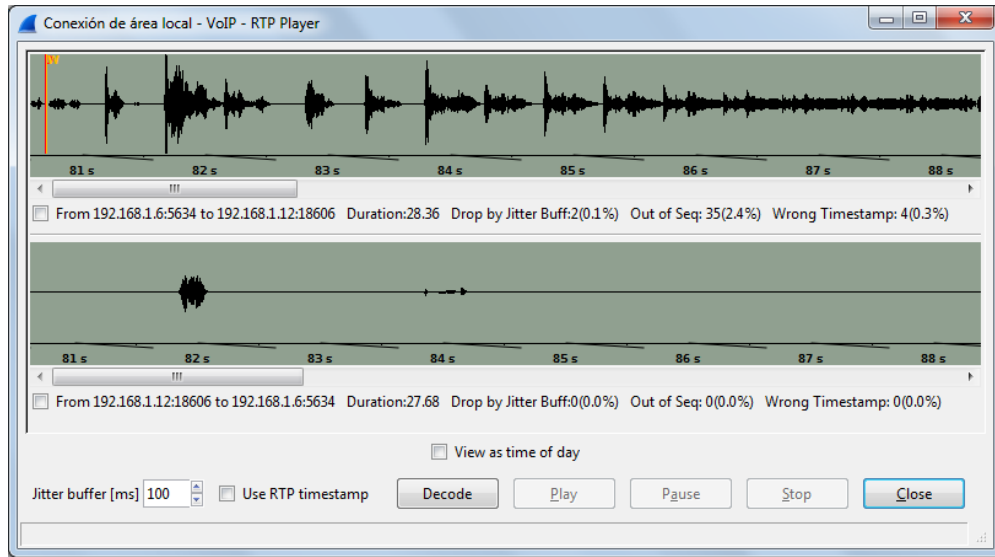 Conexión de área local - VoIP - RTP Player
81 s 82 s 83 s 84 s 85 s 86 s 87 s 88 s
From 192.168.1.6:5634 to 192.168.1.12:18606 Duration:28.36 Drop by Jitter Buff:2(0.1%) Out of Seq: 35(2.4%) Wrong Timestamp: 4(0.3%)
81 s 82 s 83 s 84 s 85 s 86 s 87 s 88 s
From 192.168.1.12:18606 to 192.168.1.6:5634 Duration:27.68 Drop by Jitter Buff:0(0.0%) Out of Seq: 0(0.0%) Wrong Timestamp: 0(0.0%)
View as time of day
Jitter buffer [ms] 100 Use RTP timestamp Decode Play Pause Stop Close